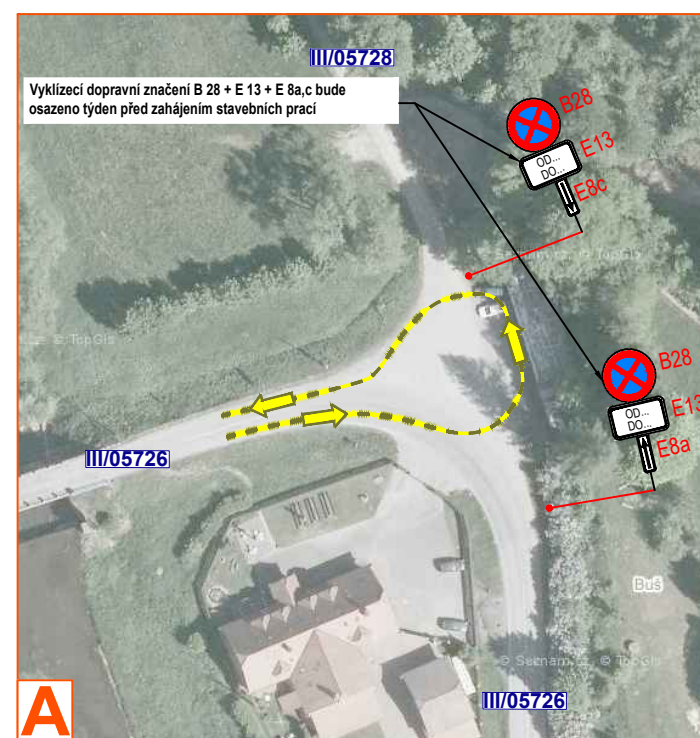 III/05728
Vyklízecí dopravní značení B 28 + E 13 + E 8a,c bude
osazeno týden před zahájením stavebních prací
B28
E13
OD...
DO...
E8c
© TopGis
B28
E13
OD...
DO...
E8a
III/05726
Buš
© Seznam.cz, © TopGis
III/05726
A